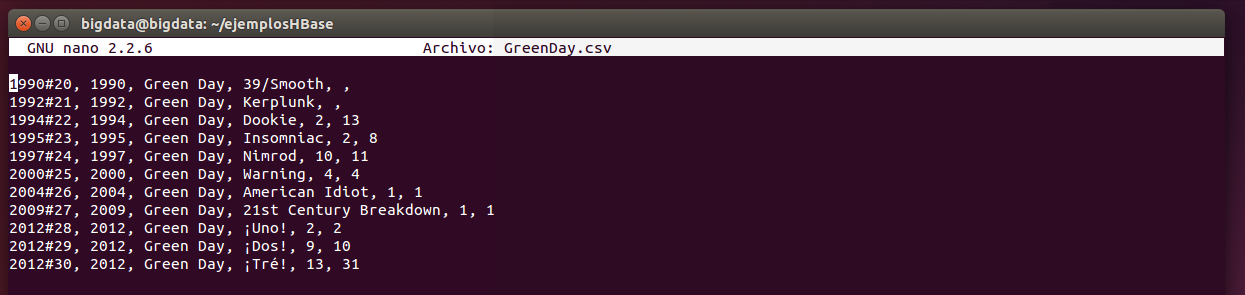 bigdata@bigdata: ~/ejemplosHBase
GNU nano 2.2.6 Archivo: GreenDay.csv
1990#20, 1990, Green Day, 39/Smooth, ,
1992#21, 1992, Green Day, Kerplunk, ,
1994#22, 1994, Green Day, Dookie, 2, 13
1995#23, 1995, Green Day, Insomniac, 2, 8
1997#24, 1997, Green Day, Nimrod, 10, 11
2000#25, 2000, Green Day, Warning, 4, 4
2004#26, 2004, Green Day, American Idiot, 1, 1
2009#27, 2009, Green Day, 21st Century Breakdown, 1, 1
2012#28, 2012, Green Day, ¡Uno!, 2, 2
2012#29, 2012, Green Day, ¡Dos!, 9, 10
2012#30, 2012, Green Day, ¡Tré!, 13, 31